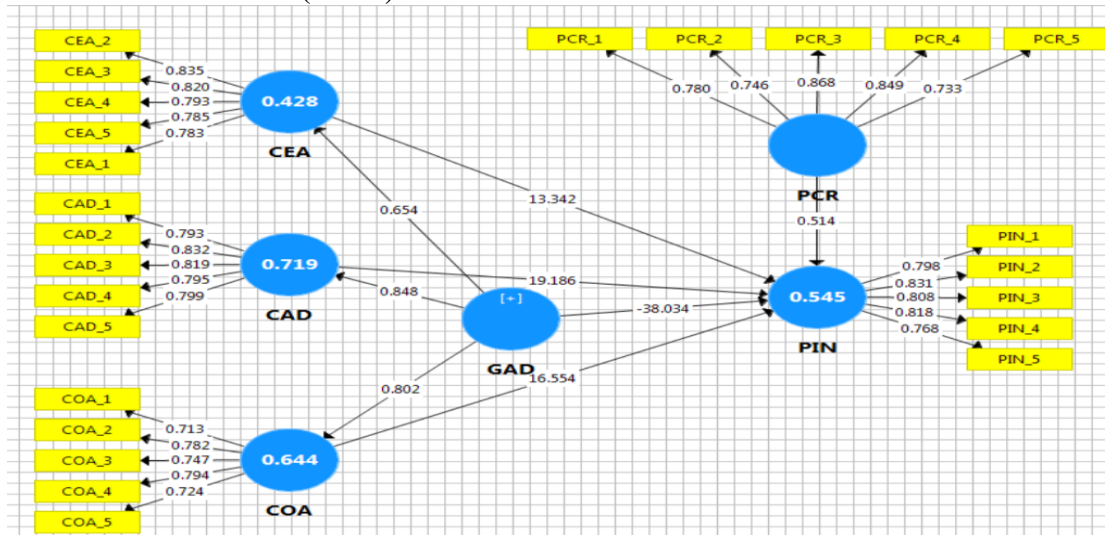 CEA_2
CEA_3
CEA_4
CEA_5
CEA_1
0.835
0.820
0.793
0.785
0.783
0.428
CEA
CAD_1
CAD_2
CAD_3
CAD_4
CAD_5
0.793
0.832
0.819
0.795
0.799
0.719
CAD
COA_1
COA_2
COA_3
COA_4
COA_5
0.713
0.782
0.747
0.794
0.724
0.644
COA
0.654
0.848
0.802
[+]
GAD
13.342
19.186
-38.034
16.554
PCR_1
PCR_2
PCR_3
PCR_4
PCR_5
0.780
0.746
0.868
0.849
0.733
PCR
0.514
0.545
PIN
0.798
0.831
0.808
0.818
0.768
PIN_1
PIN_2
PIN_3
PIN_4
PIN_5